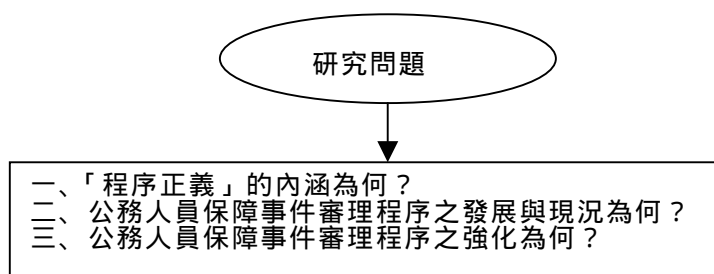 研究問題
一、「程序正義」的內涵為何？
二、公務人員保障事件審理程序之發展與現況為何？
三、公務人員保障事件審理程序之強化為何？